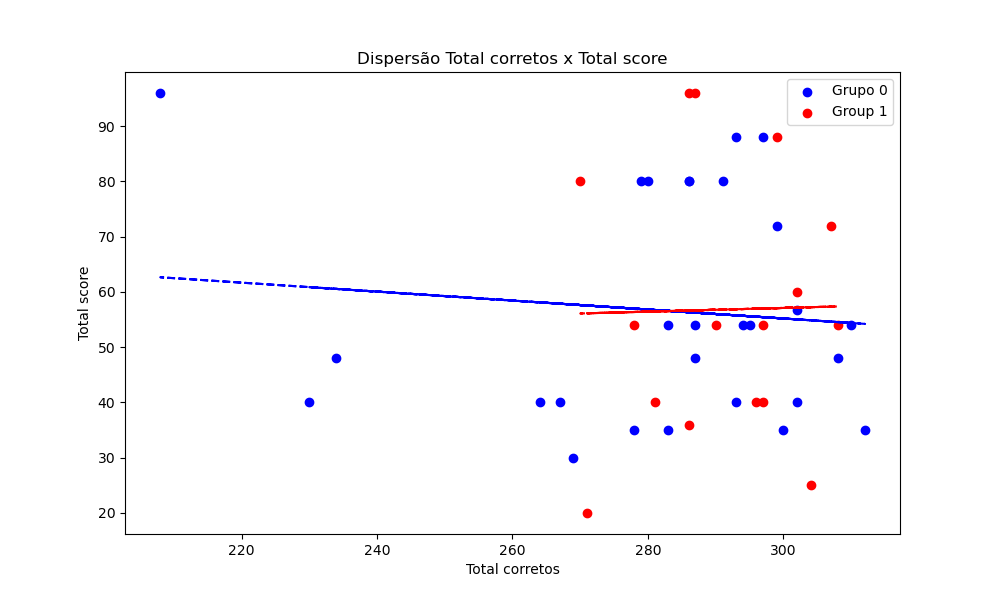 Dispersão Total corretos x Total score
Grupo 0
Group 1
Total score
90
80
70
60
50
40
30
20
220
240
260
280
300
Total corretos